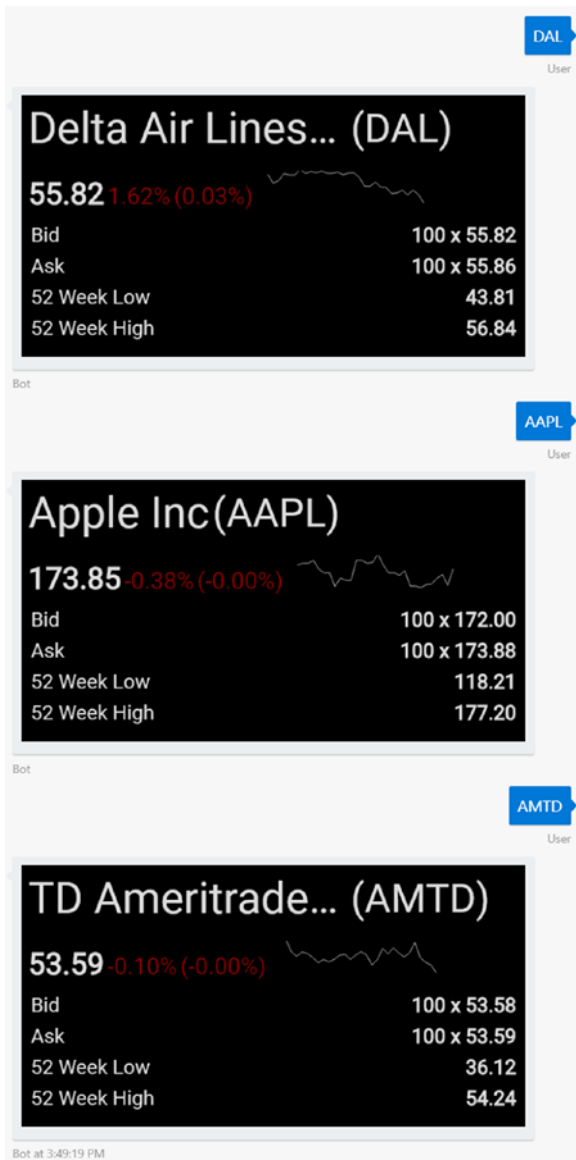 DAL
User
Delta Air Lines... (DAL)
55.82 1.62% (0.03%)
Bid 100 x 55.82
Ask 100 x 55.86
52 Week Low 43.81
52 Week High 56.84
Bot
AAPL
User
Apple Inc(AAPL)
173.85 -0.38% (-0.00%)
Bid 100 x 172.00
Ask 100 x 173.88
52 Week Low 118.21
52 Week High 177.20
Bot
AMTD
User
TD Ameritrade... (AMTD)
53.59 -0.10% (-0.00%)
Bid 100 x 53.58
Ask 100 x 53.59
52 Week Low 36.12
52 Week High 54.24
Bot at 3:49:19 PM